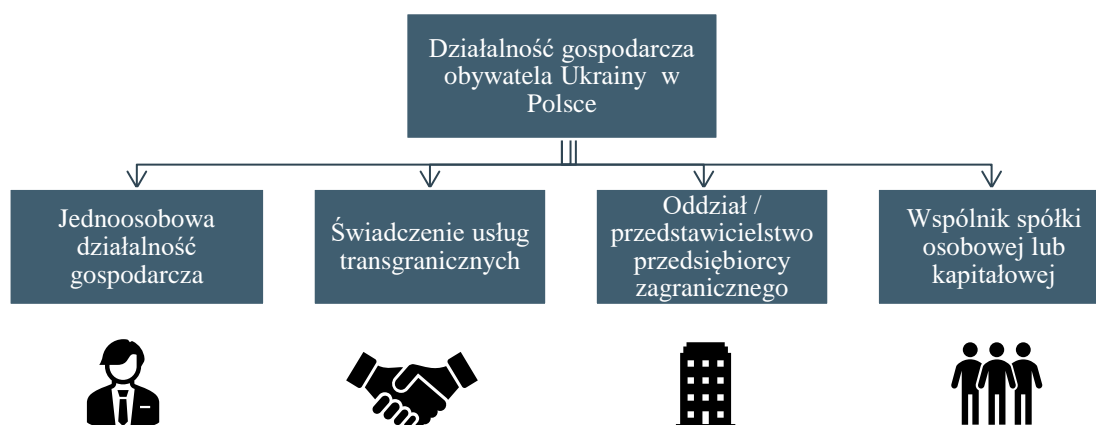 Działalność gospodarcza
obywatela Ukrainy w
Polsce
Jednoosobowa
działalność
gospodarcza
Świadczenie usług
transgranicznych
Oddział /
przedstawicielstwo
przedsiębiorcy
zagranicznego
Wspólnik spółki
osobowej lub
kapitałowej